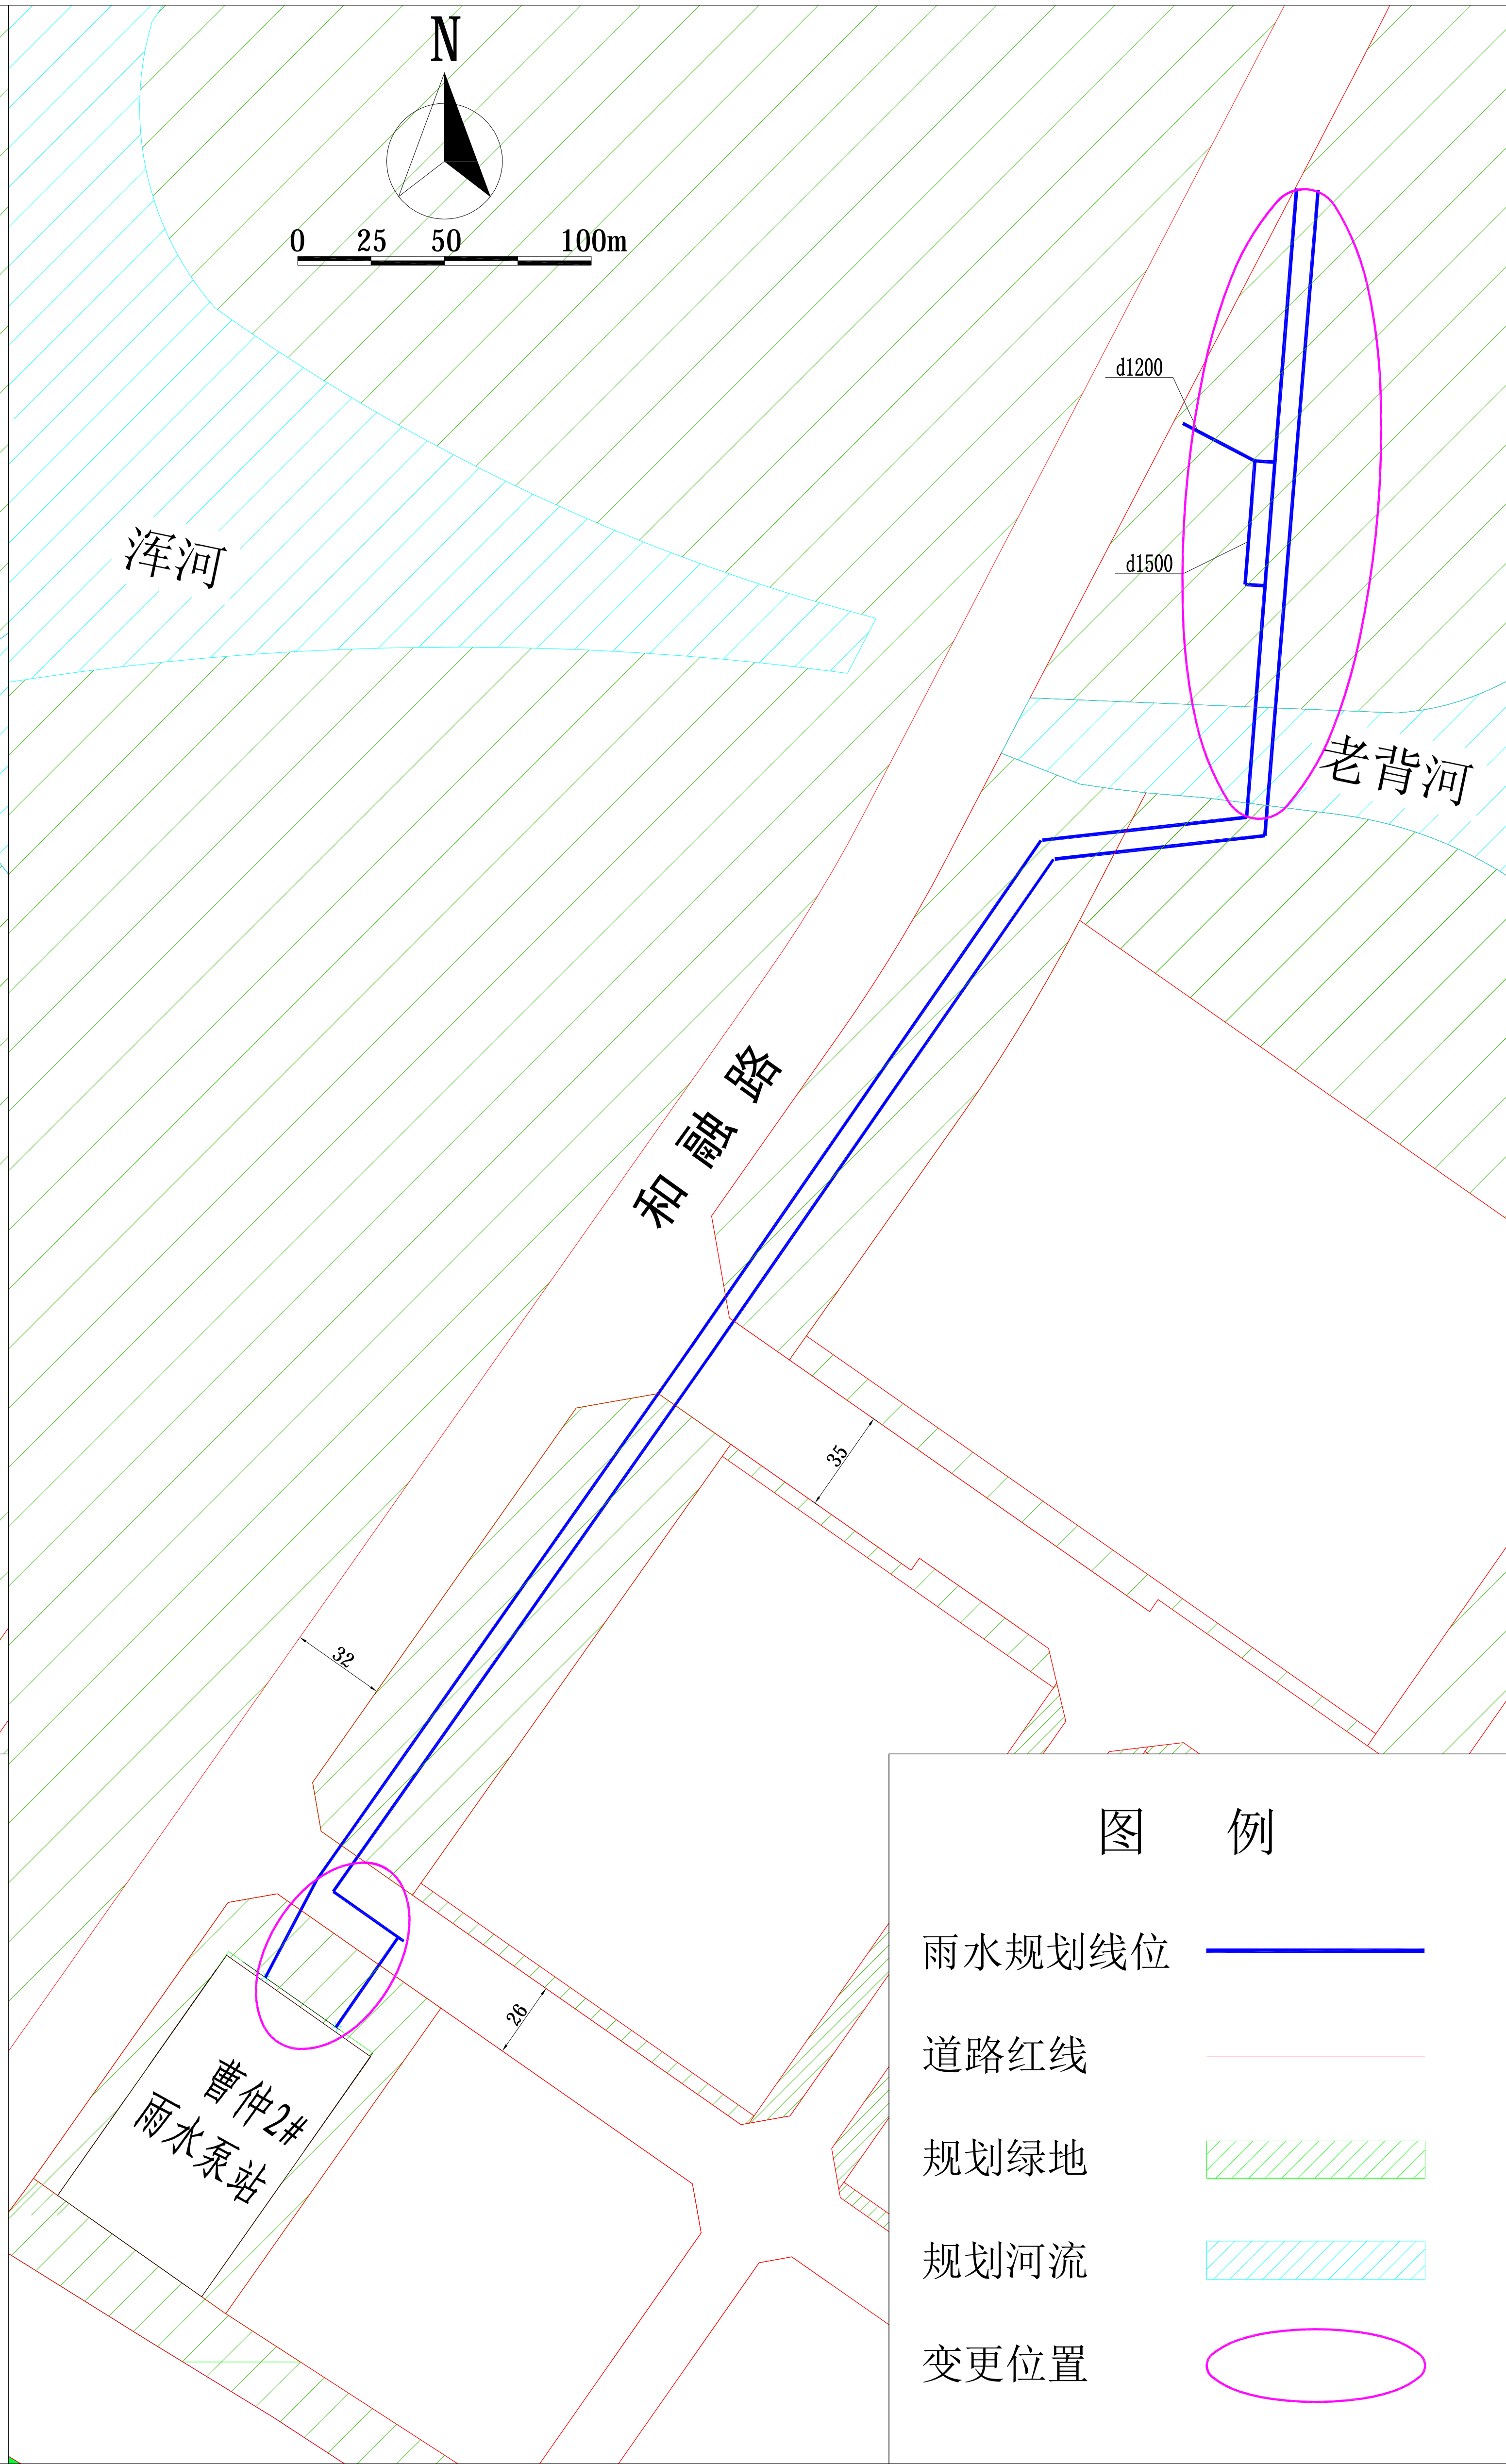 N
0 25 50 100m
d1200
浑河
d1500
老背河
和融路
35
32
26
曹仲2#
雨水泵站
图 例
雨水规划线位
道路红线
规划绿地
规划河流
变更位置